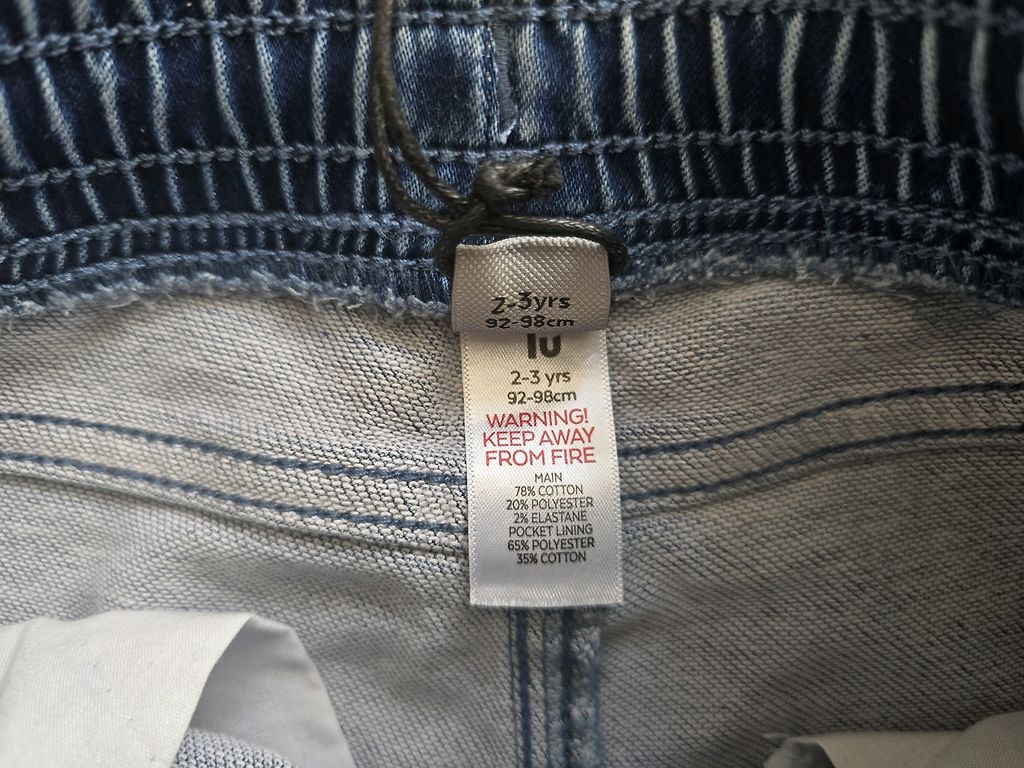 2-3yrs
92-98cm
2-3 yrs
92-98cm
WARNING!
KEEP AWAY
FROM FIRE
MAIN
78% COTTON
20% POLYESTER
2% ELASTANE
POCKET LINING
65% POLYESTER
35% COTTON